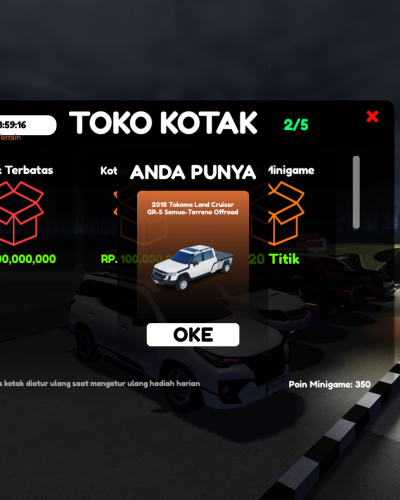 :59:16
TOKO KOTAK
2/5
errain
Terbatas
Kot
ANDA PUNYA
Minigame
2018 Tokoma Land Cruiser
GR-S Semua-Terreno Offroad
00,000,000
RP. 100,000,0
20 Titik
OKE
s kotak diatur ulang saat mengatur ulang hadiah harian
Poin Minigame: 350